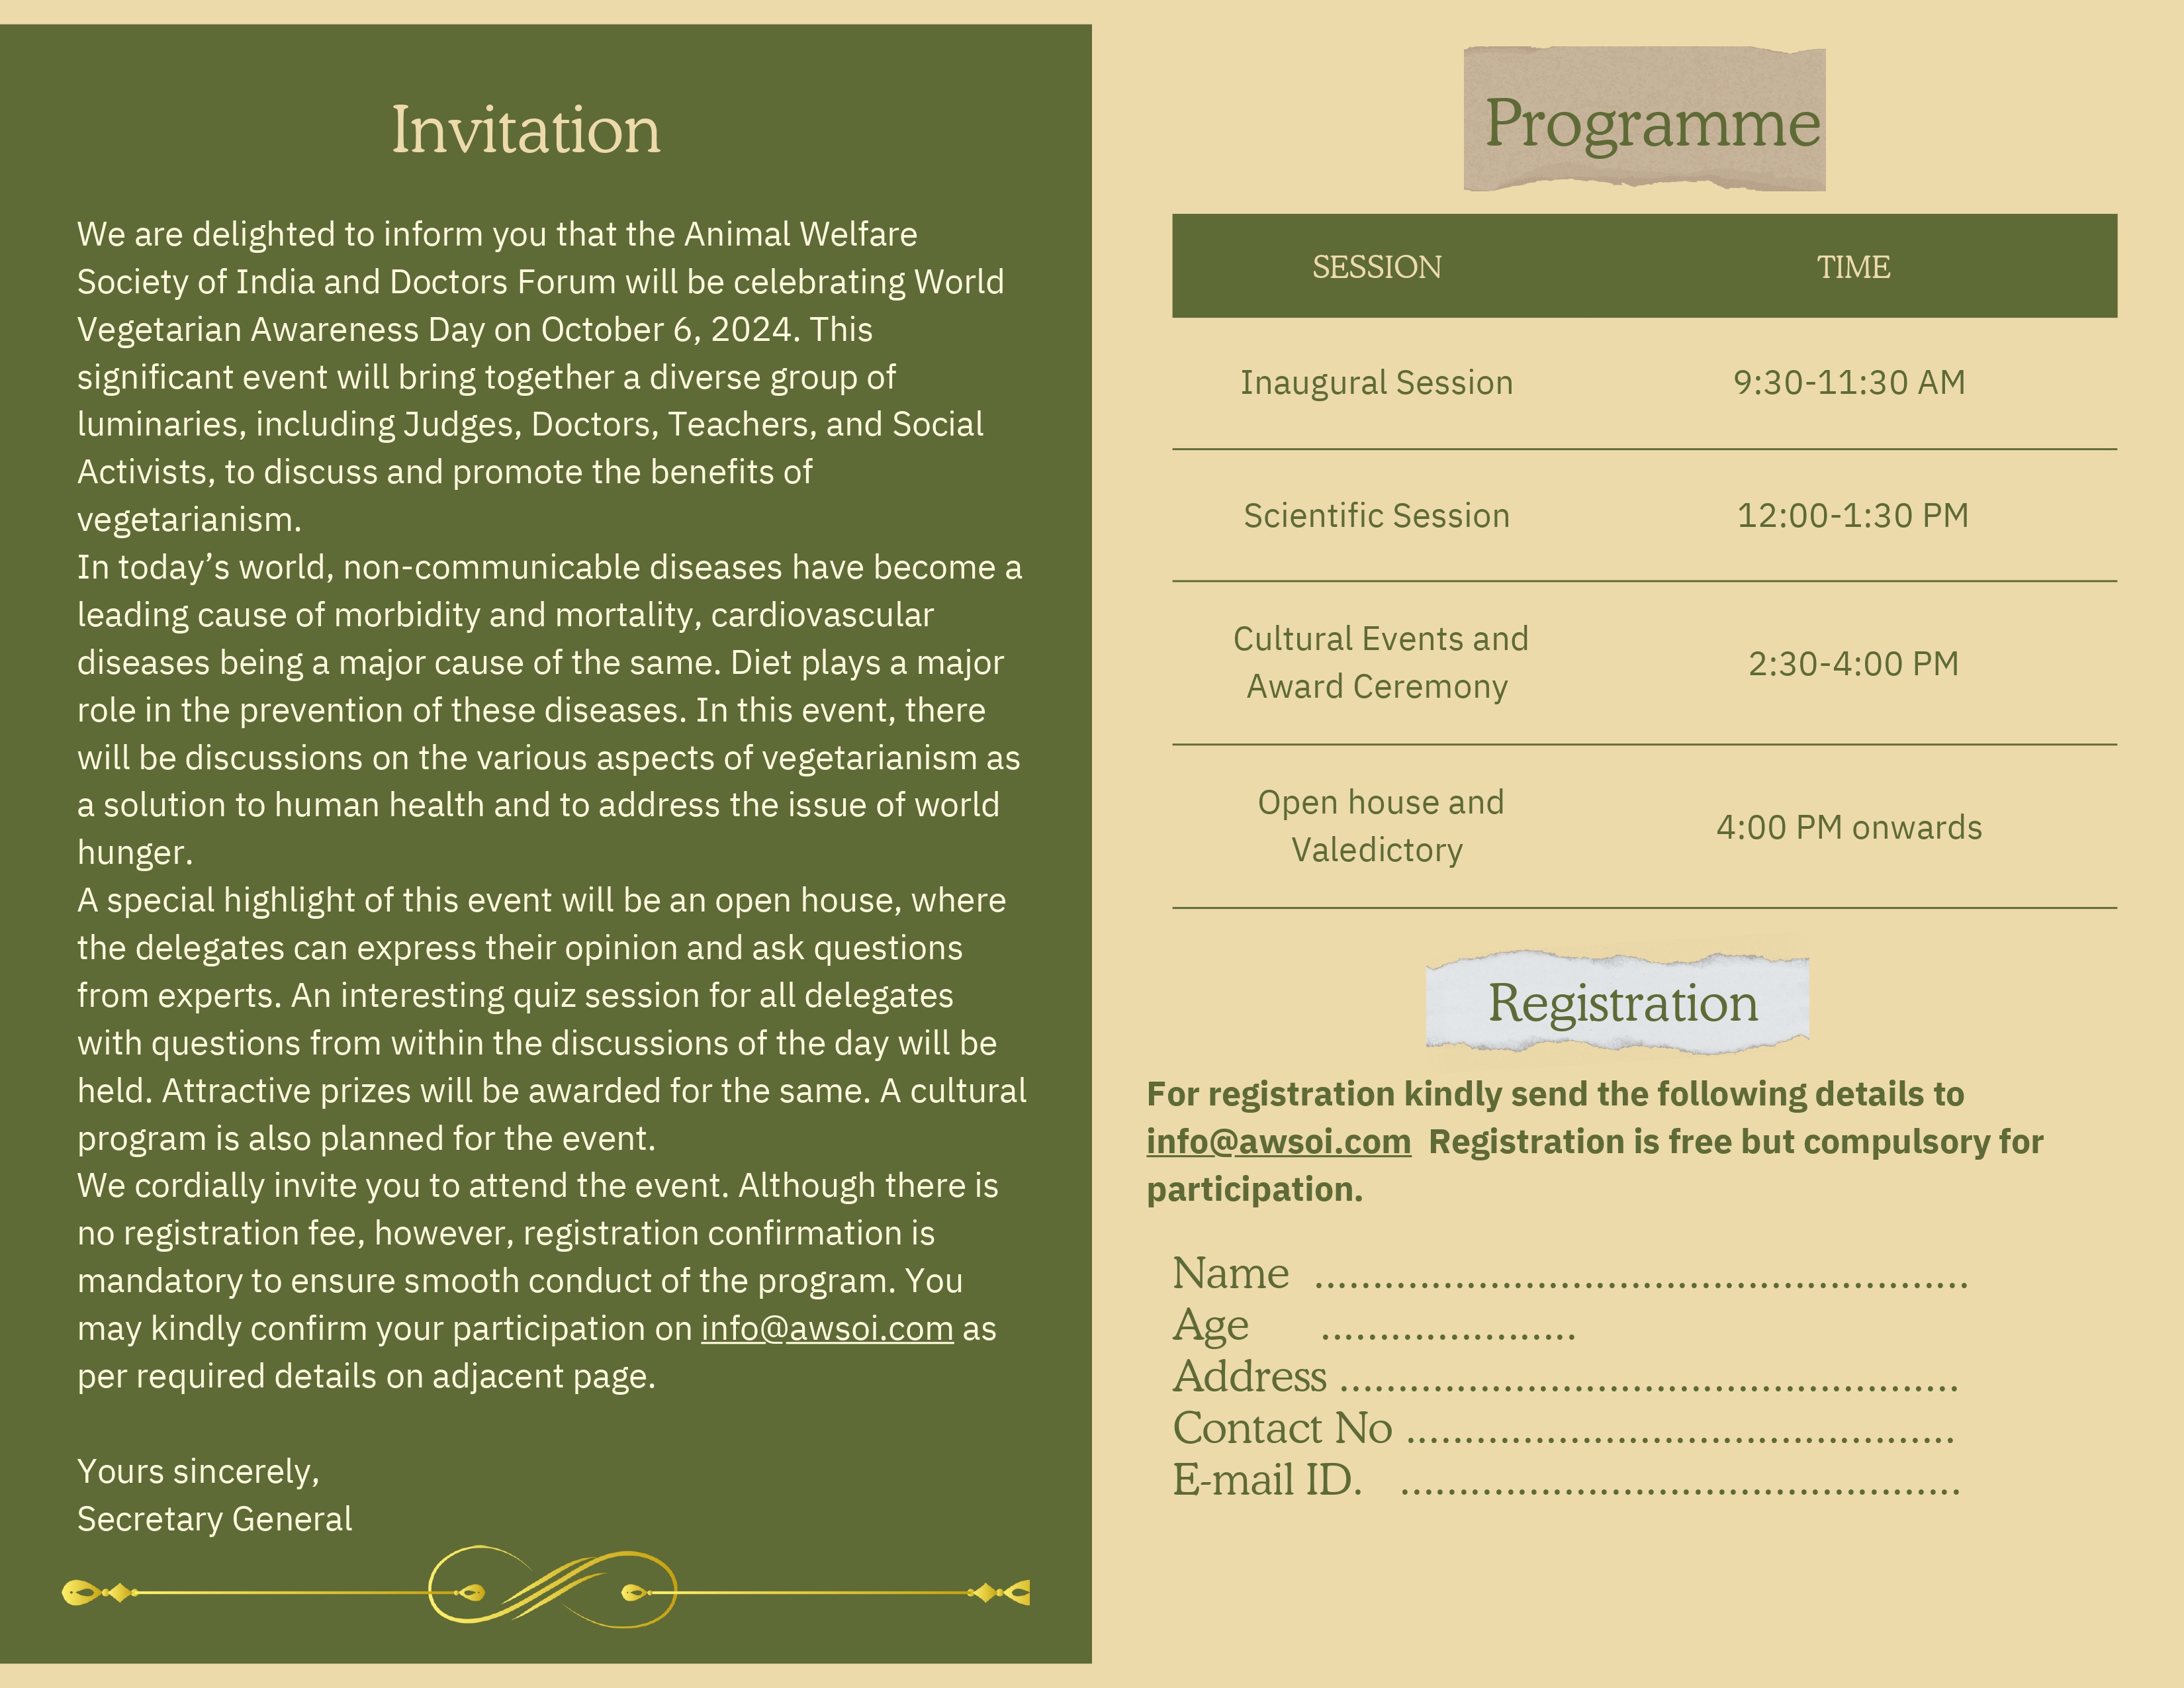 Invitation
We are delighted to inform you that the Animal Welfare
Society of India and Doctors Forum will be celebrating World
Vegetarian Awareness Day on October 6, 2024. This
significant event will bring together a diverse group of
luminaries, including Judges, Doctors, Teachers, and Social
Activists, to discuss and promote the benefits of
vegetarianism.
In today’s world, non-communicable diseases have become a
leading cause of morbidity and mortality, cardiovascular
diseases being a major cause of the same. Diet plays a major
role in the prevention of these diseases. In this event, there
will be discussions on the various aspects of vegetarianism as
a solution to human health and to address the issue of world
hunger.
A special highlight of this event will be an open house, where
the delegates can express their opinion and ask questions
from experts. An interesting quiz session for all delegates
with questions from within the discussions of the day will be
held. Attractive prizes will be awarded for the same. A cultural
program is also planned for the event.
We cordially invite you to attend the event. Although there is
no registration fee, however, registration confirmation is
mandatory to ensure smooth conduct of the program. You
may kindly confirm your participation on info@awsoi.com as
per required details on adjacent page.
Yours sincerely,
Secretary General
Programme
SESSION TIME
Inaugural Session 9:30-11:30 AM
Scientific Session 12:00-1:30 PM
Cultural Events and
Award Ceremony 2:30-4:00 PM
Open house and
Valedictory 4:00 PM onwards
Registration
For registration kindly send the following details to
info@awsoi.com Registration is free but compulsory for
participation.
Name ........................................................
Age ......................
Address .....................................................
Contact No ...............................................
E-mail ID. ................................................